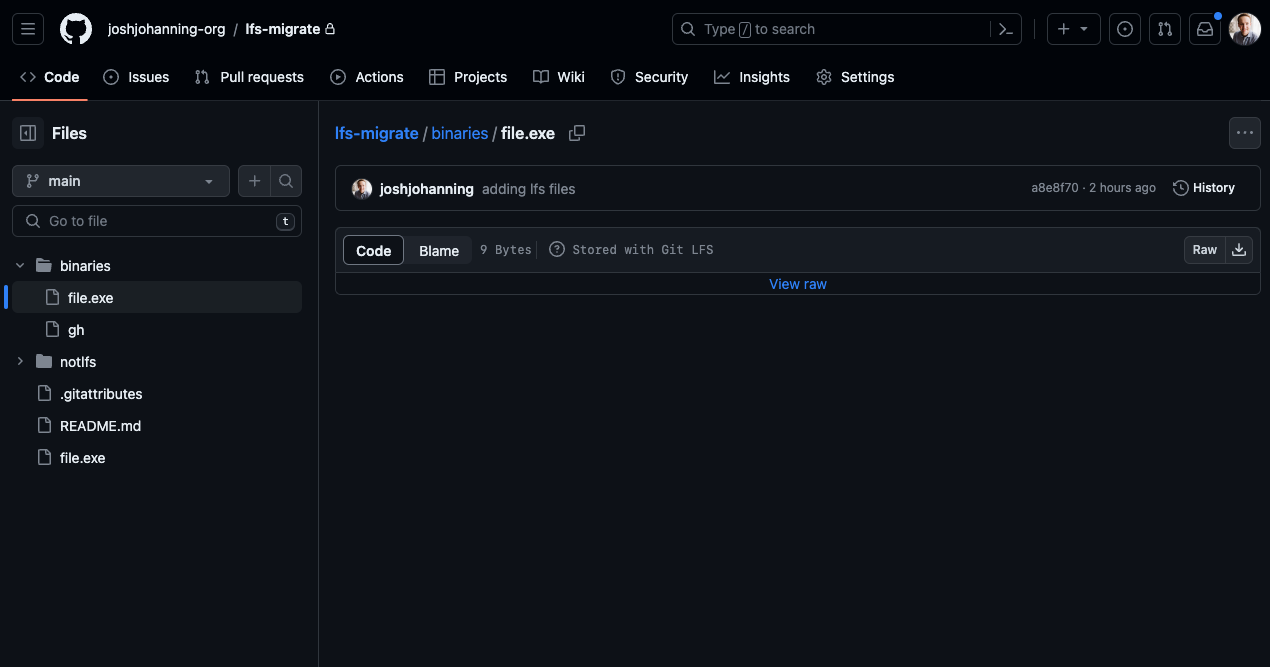 joshjohanning-org / lfs-migrate
Type / to search
Code
Issues
Pull requests
Actions
Projects
Wiki
Security
Insights
Settings
Files
main
Go to file
t
binaries
file.exe
gh
notlfs
.gitattributes
README.md
file.exe
lfs-migrate / binaries / file.exe
joshjohanning adding lfs files
a8e8f70 · 2 hours ago
History
Code
Blame
9 Bytes
Stored with Git LFS
Raw
View raw